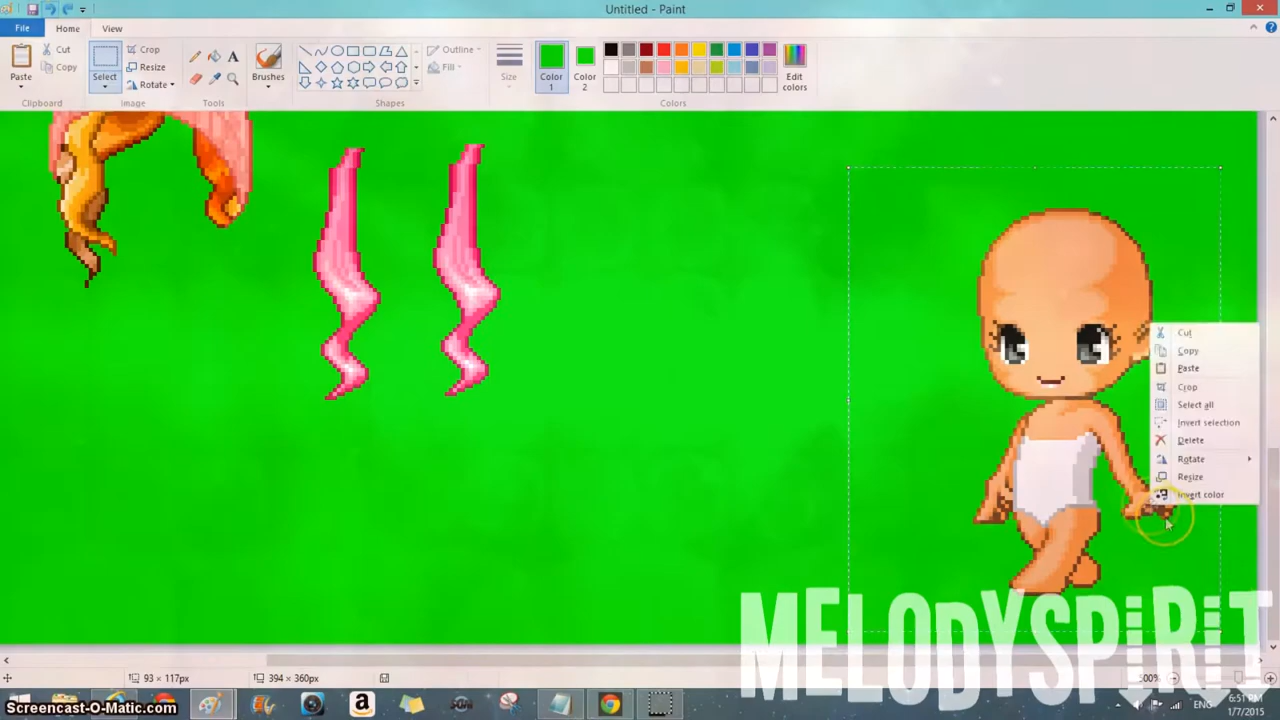 Untitled - Paint
File
Home
View
Paste
Cut
Copy
Clipboard
Select
Crop
Resize
Rotate
Image
A
Tools
Brushes
Shapes
Outline
Fill
Size
Color 1
Color 2
Edit colors
Colors
Cut
Copy
Paste
Crop
Select all
Invert selection
Delete
Rotate
Resize
Invert color
MELODYSPIRIT
93 × 117px
394 × 360px
500%
Screencast-O-Matic.com
ENG
6:51 PM
1/7/2015